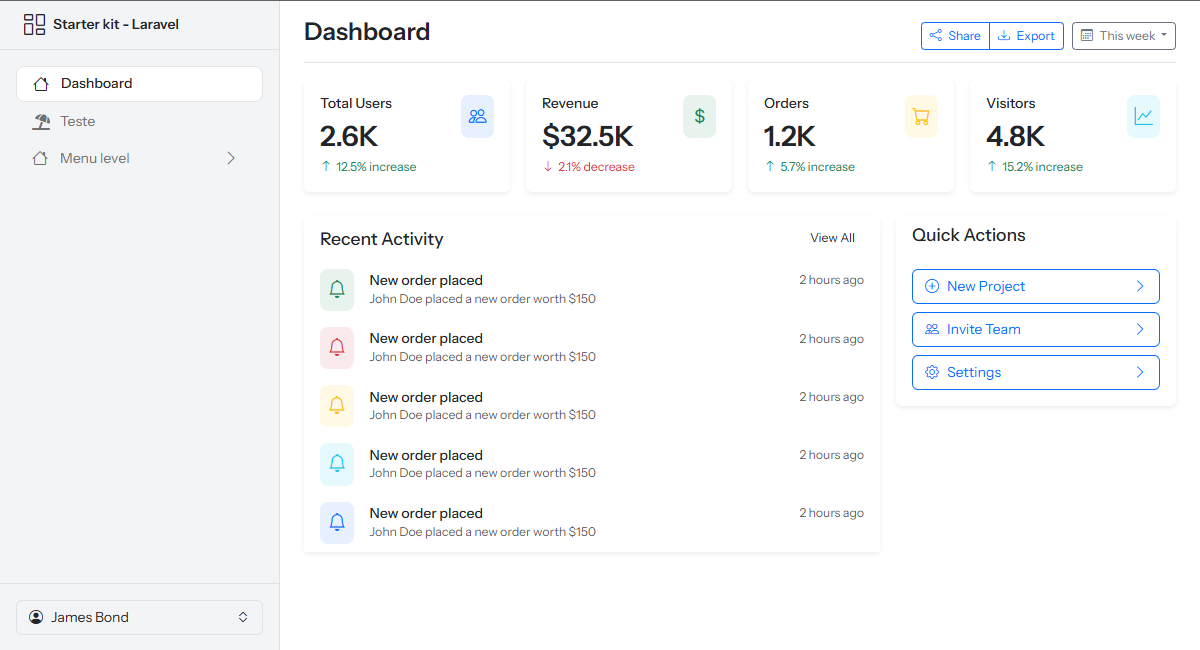 Starter kit - Laravel
Dashboard
Teste
Menu level
James Bond
Dashboard
Share
Export
This week
Total Users
2.6K
↑ 12.5% increase
Revenue
$32.5K
↓ 2.1% decrease
Orders
1.2K
↑ 5.7% increase
Visitors
4.8K
↑ 15.2% increase
Recent Activity
View All
New order placed
2 hours ago
John Doe placed a new order worth $150
New order placed
2 hours ago
John Doe placed a new order worth $150
New order placed
2 hours ago
John Doe placed a new order worth $150
New order placed
2 hours ago
John Doe placed a new order worth $150
New order placed
2 hours ago
John Doe placed a new order worth $150
Quick Actions
New Project
Invite Team
Settings